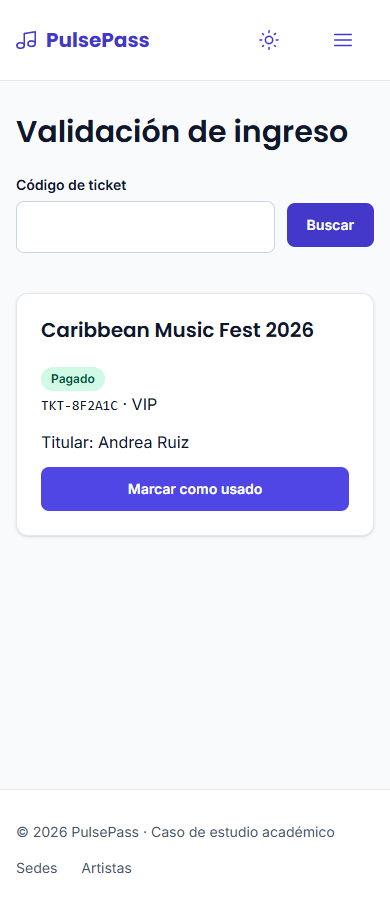 PulsePass
Validación de ingreso
Código de ticket
Buscar
Caribbean Music Fest 2026
Pagado
TKT-8F2A1C · VIP
Titular: Andrea Ruiz
Marcar como usado
© 2026 PulsePass · Caso de estudio académico
Sedes Artistas